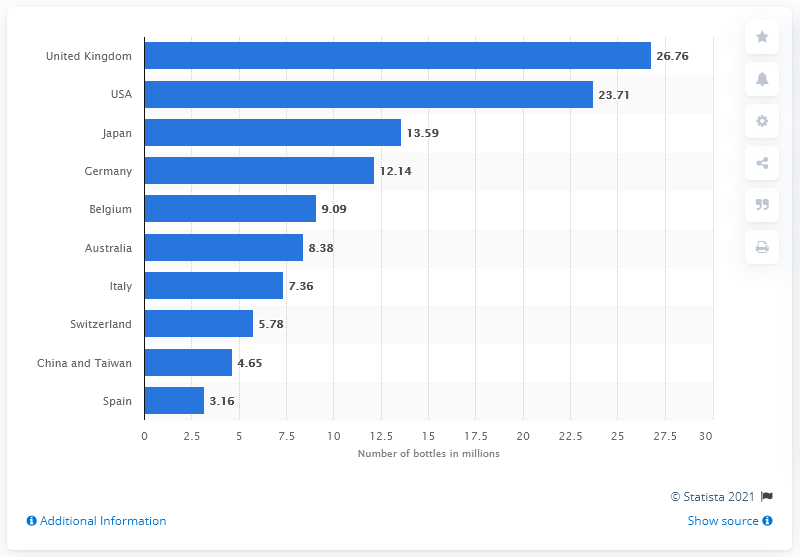 United Kingdom 26.76
USA 23.71
Japan 13.59
Germany 12.14
Belgium 9.09
Australia 8.38
Italy 7.36
Switzerland 5.78
China and Taiwan 4.65
Spain 3.16
0 2.5 5 7.5 10 12.5 15 17.5 20 22.5 25 27.5 30
Number of bottles in millions
© Statista 2021
Additional Information Show source